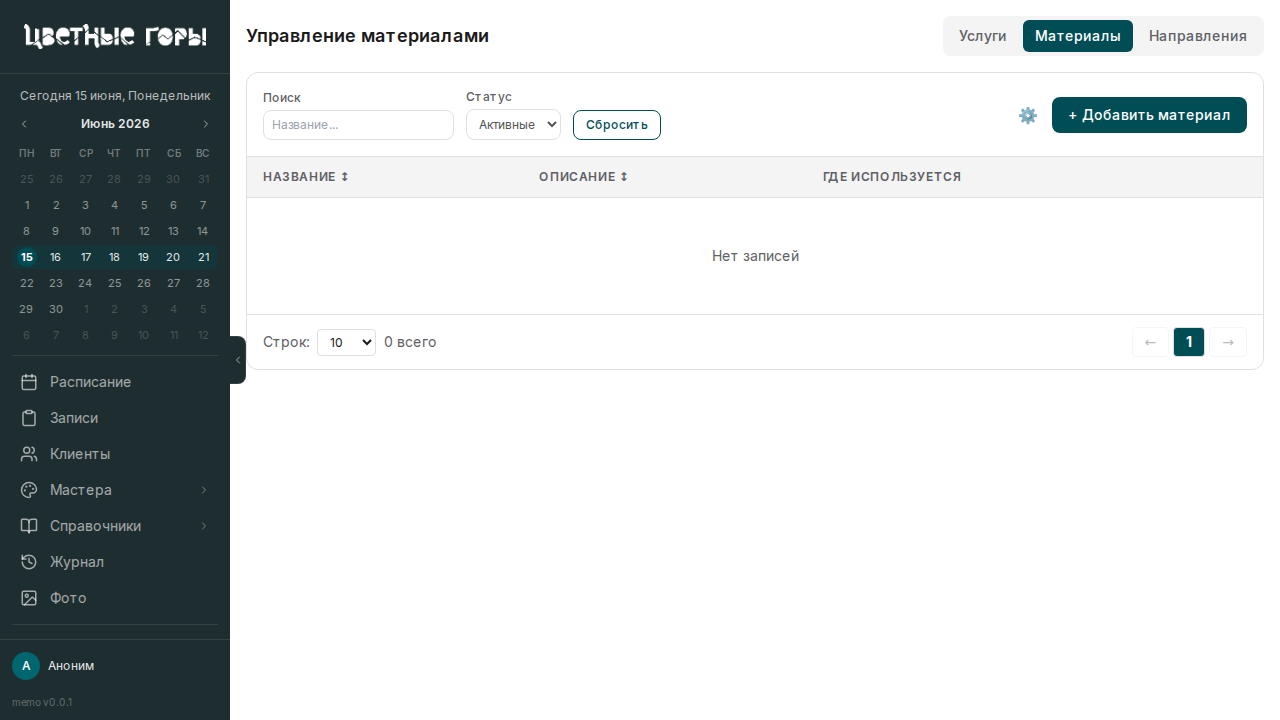 Цветные горы
Сегодня 15 июня, Понедельник
Июнь 2026
ПН ВТ СР ЧТ ПТ СБ ВС
25 26 27 28 29 30 31
1 2 3 4 5 6 7
8 9 10 11 12 13 14
15 16 17 18 19 20 21
22 23 24 25 26 27 28
29 30 1 2 3 4 5
6 7 8 9 10 11 12
Расписание
Записи
Клиенты
Мастера
Справочники
Журнал
Фото
А Аноним
memo v0.0.1
Управление материалами
Услуги Материалы Направления
Поиск Статус
Название... Активные Сбросить
+ Добавить материал
НАЗВАНИЕ ↕ ОПИСАНИЕ ↕ ГДЕ ИСПОЛЬЗУЕТСЯ
Нет записей
Строк: 10 0 всего ← 1 →